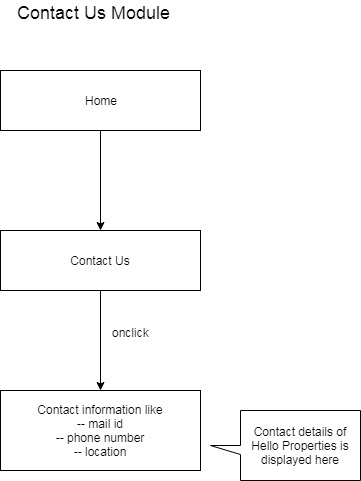 Contact Us Module
Home
Contact Us
onclick
Contact information like
-- mail id
-- phone number
-- location
Contact details of
Hello Properties is
displayed here